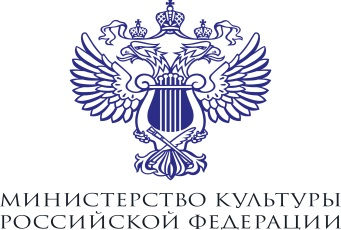 МИНИСТЕРСТВО КУЛЬТУРЫ
РОССИЙСКОЙ ФЕДЕРАЦИИ